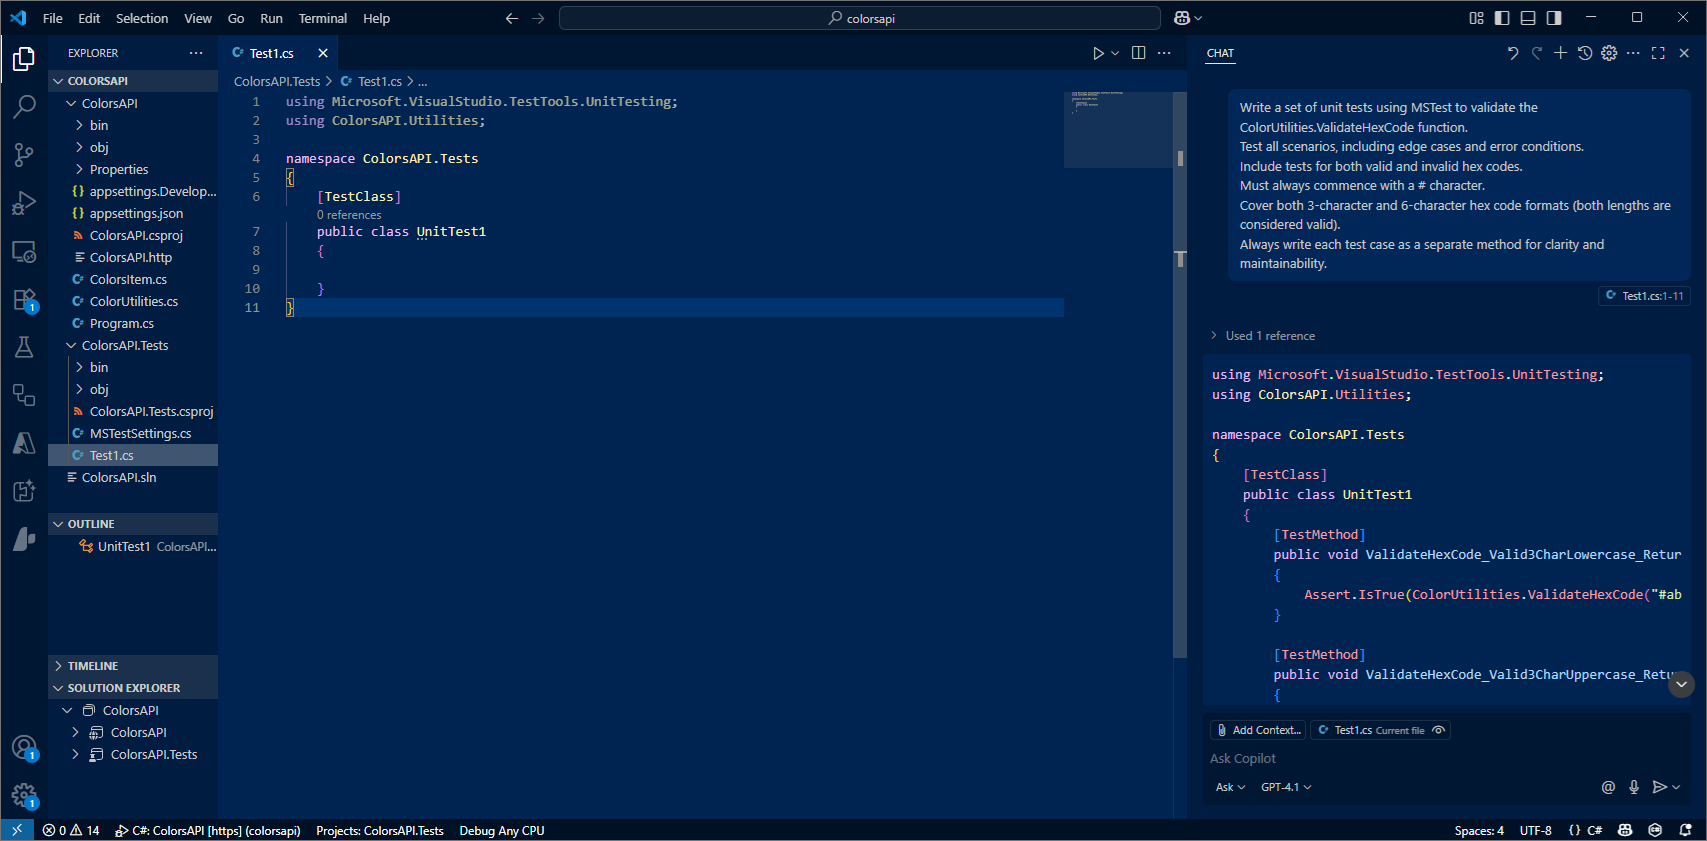 File Edit Selection View Go Run Terminal Help
colorsapi
EXPLORER
COLORSAPI
ColorsAPI
bin
obj
Properties
appsettings.Develop...
appsettings.json
ColorsAPI.csproj
ColorsAPI.http
ColorsItem.cs
ColorUtilities.cs
Program.cs
ColorsAPI.Tests
bin
obj
ColorsAPI.Tests.csproj
MSTestSettings.cs
Test1.cs
ColorsAPI.sln
OUTLINE
UnitTest1 ColorsAPI...
TIMELINE
SOLUTION EXPLORER
ColorsAPI
ColorsAPI
ColorsAPI.Tests
1
1
1
Test1.cs
ColorsAPI.Tests > Test1.cs > ...
1 using Microsoft.VisualStudio.TestTools.UnitTesting;
2 using ColorsAPI.Utilities;
3
4 namespace ColorsAPI.Tests
5 {
6 [TestClass]
0 references
7 public class UnitTest1
8 {
9
10 }
11 }
CHAT
Write a set of unit tests using MSTest to validate the
ColorUtilities.ValidateHexCode function.
Test all scenarios, including edge cases and error conditions.
Include tests for both valid and invalid hex codes.
Must always commence with a # character.
Cover both 3-character and 6-character hex code formats (both lengths are
considered valid).
Always write each test case as a separate method for clarity and
maintainability.
Test1.cs:1-11
Used 1 reference
using Microsoft.VisualStudio.TestTools.UnitTesting;
using ColorsAPI.Utilities;
namespace ColorsAPI.Tests
{
[TestClass]
public class UnitTest1
{
[TestMethod]
public void ValidateHexCode_Valid3CharLowercase_Retur
{
Assert.IsTrue(ColorUtilities.ValidateHexCode("#ab
}
[TestMethod]
public void ValidateHexCode_Valid3CharUppercase_Retu
{
Add Context... Test1.cs Current file
Ask Copilot
Ask GPT-4.1
0 14 C#: ColorsAPI [https] (colorsapi) Projects: ColorsAPI.Tests Debug Any CPU
Spaces: 4 UTF-8 {} C#